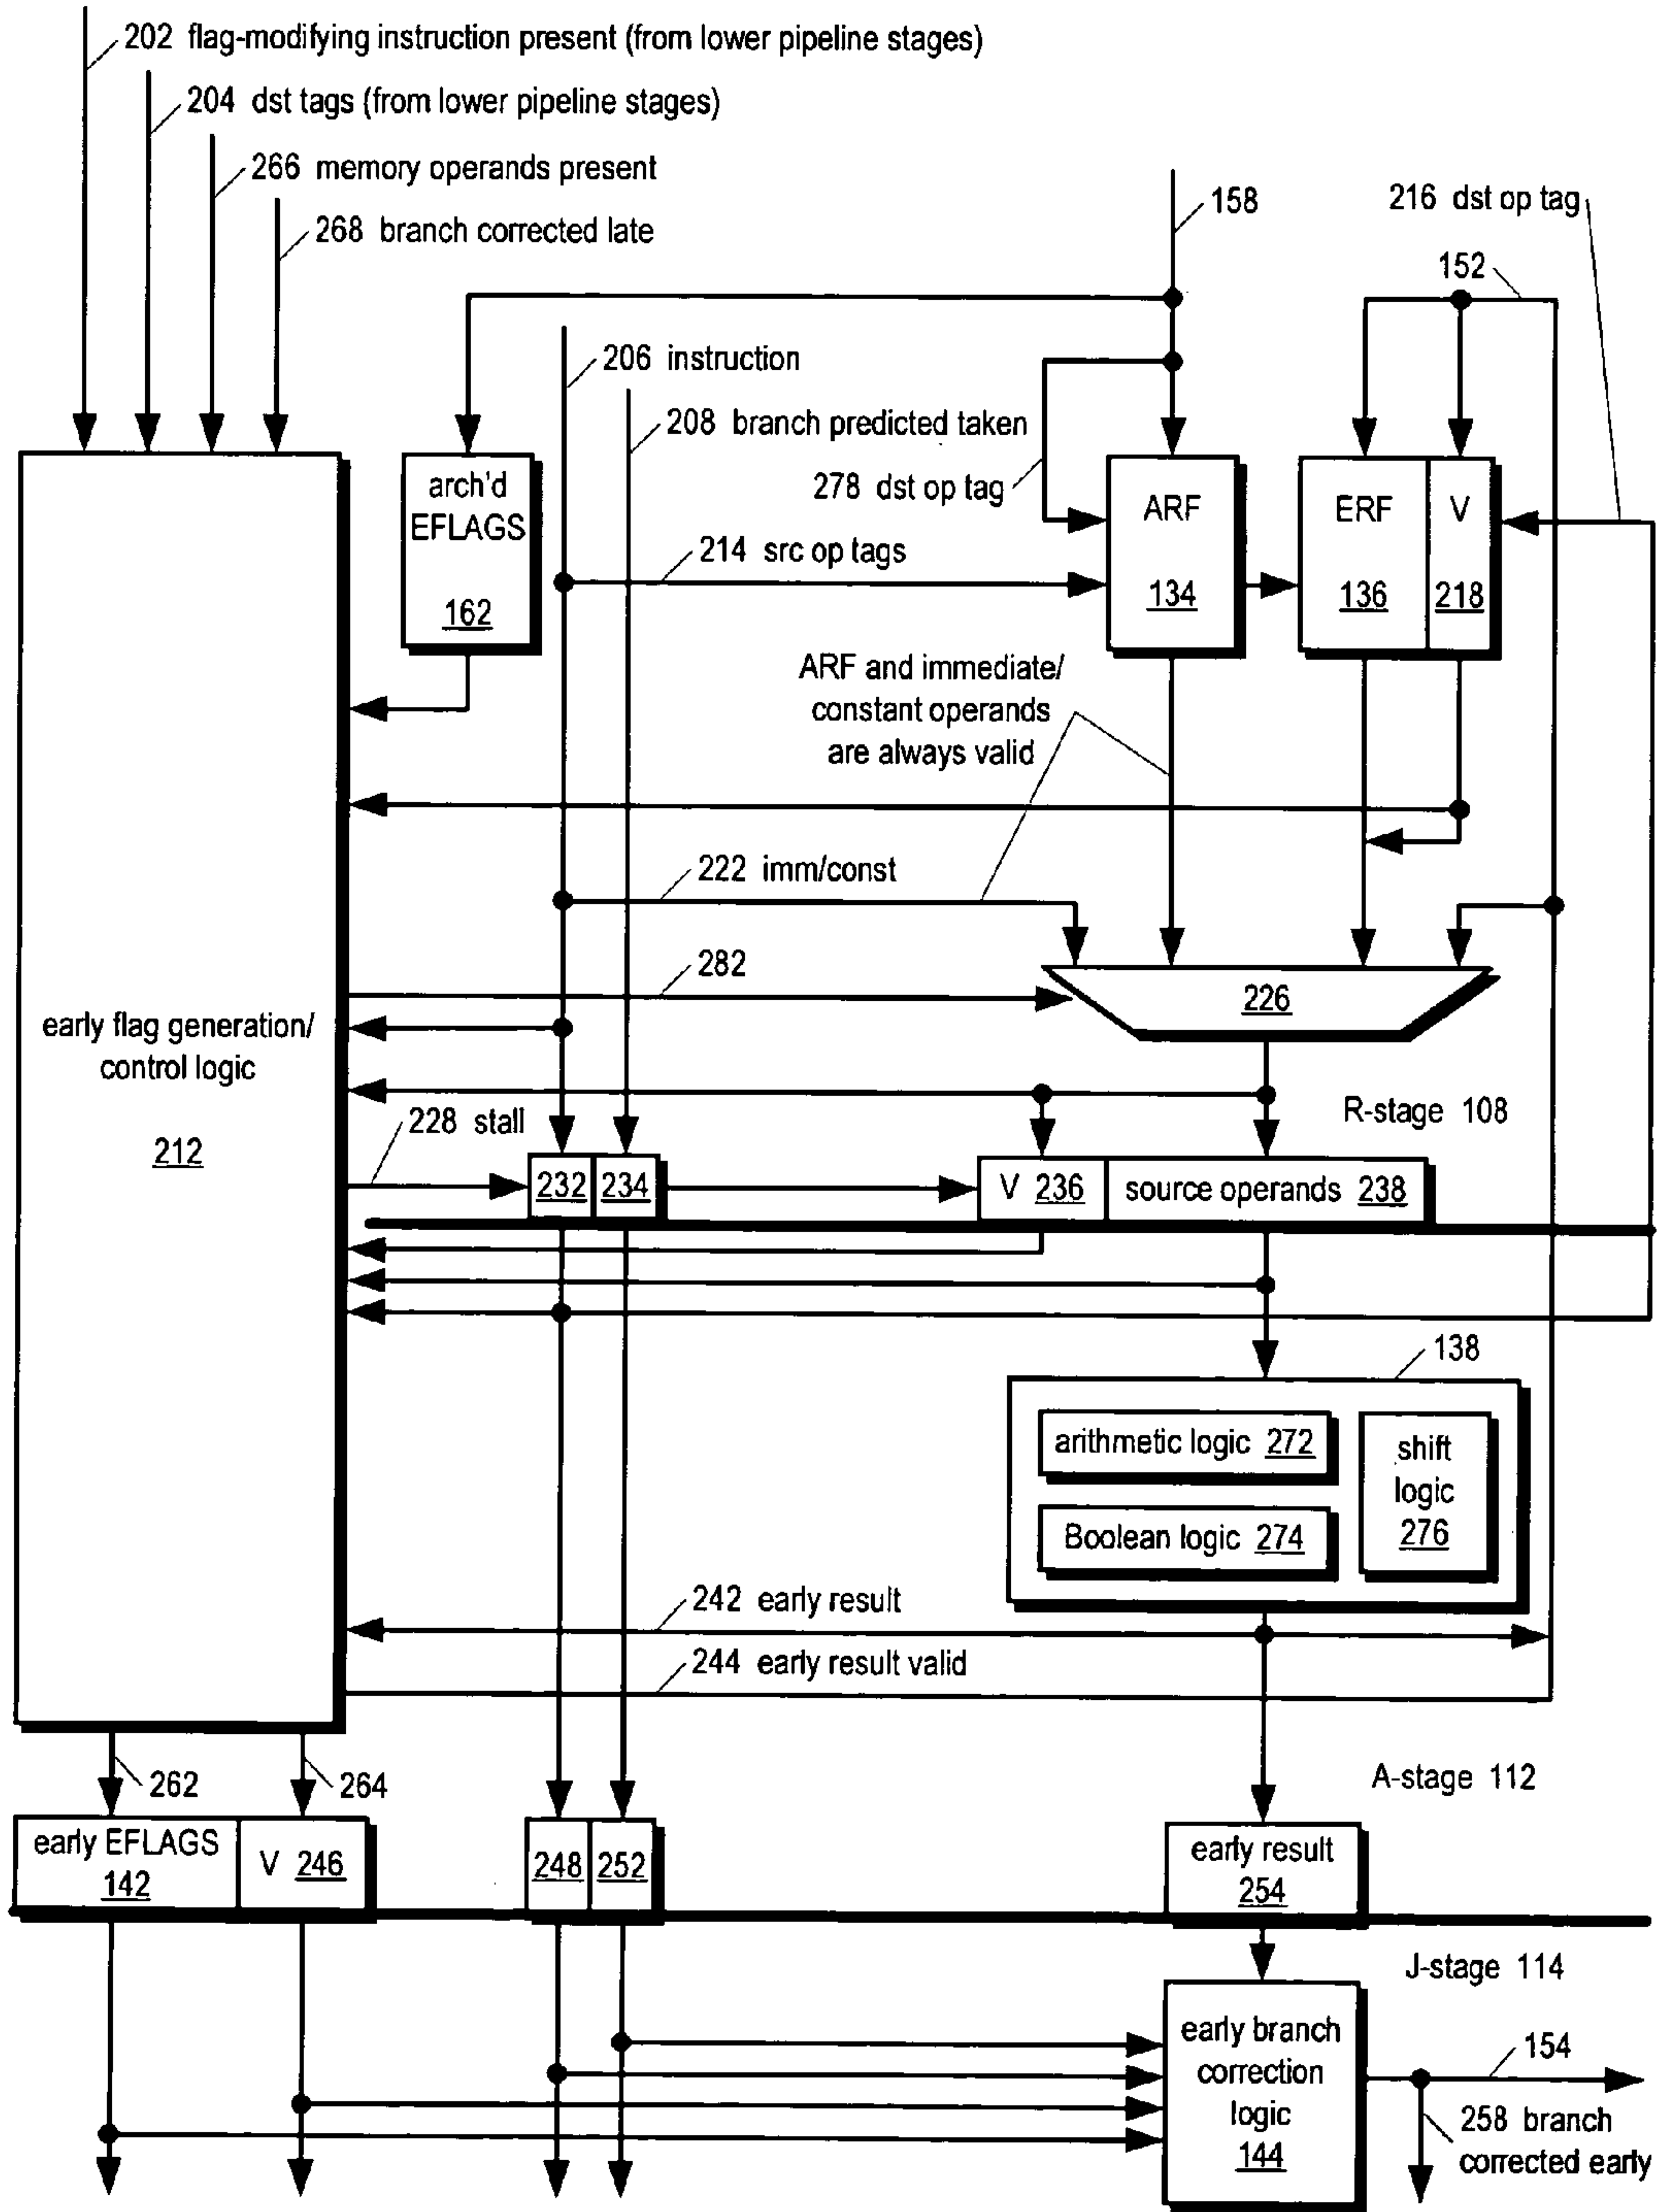 202 flag-modifying instruction present (from lower pipeline stages)
204 dst tags (from lower pipeline stages)
266 memory operands present
268 branch corrected late
158
216 dst op tag
152
206 instruction
208 branch predicted taken
278 dst op tag
arch'd
EFLAGS
162
214 src op tags
ARF
134
ERF
136
V
218
ARF and immediate/
constant operands
are always valid
222 imm/const
282
226
early flag generation/
control logic
212
228 stall
R-stage 108
232
234
V 236
source operands 238
138
arithmetic logic 272
Boolean logic 274
shift
logic
276
242 early result
244 early result valid
262
264
A-stage 112
early EFLAGS
142
V 246
248
252
early result
254
J-stage 114
early branch
correction
logic
144
154
258 branch
corrected early